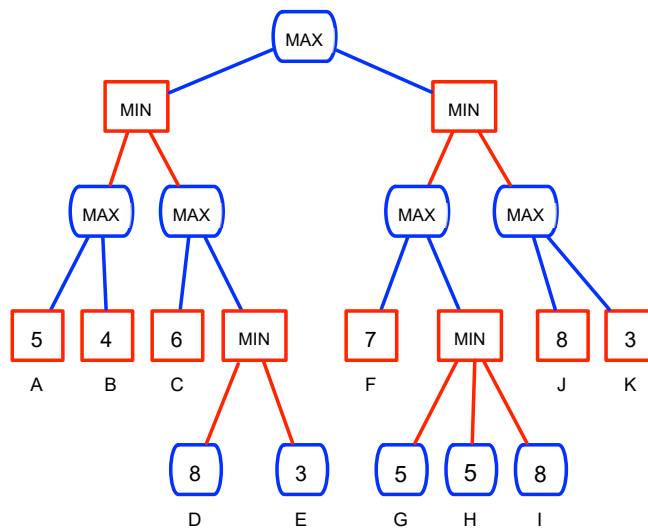 MAX
MIN MIN
MAX MAX MAX MAX
5 4 6 MIN 7 MIN 8 3
A B C F J K
8 3 5 5 8
D E G H I